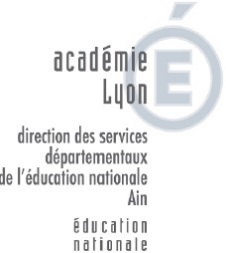 académie
Lyon
É
direction des services
départementaux
de l'éducation nationale
Ain
éducation
nationale